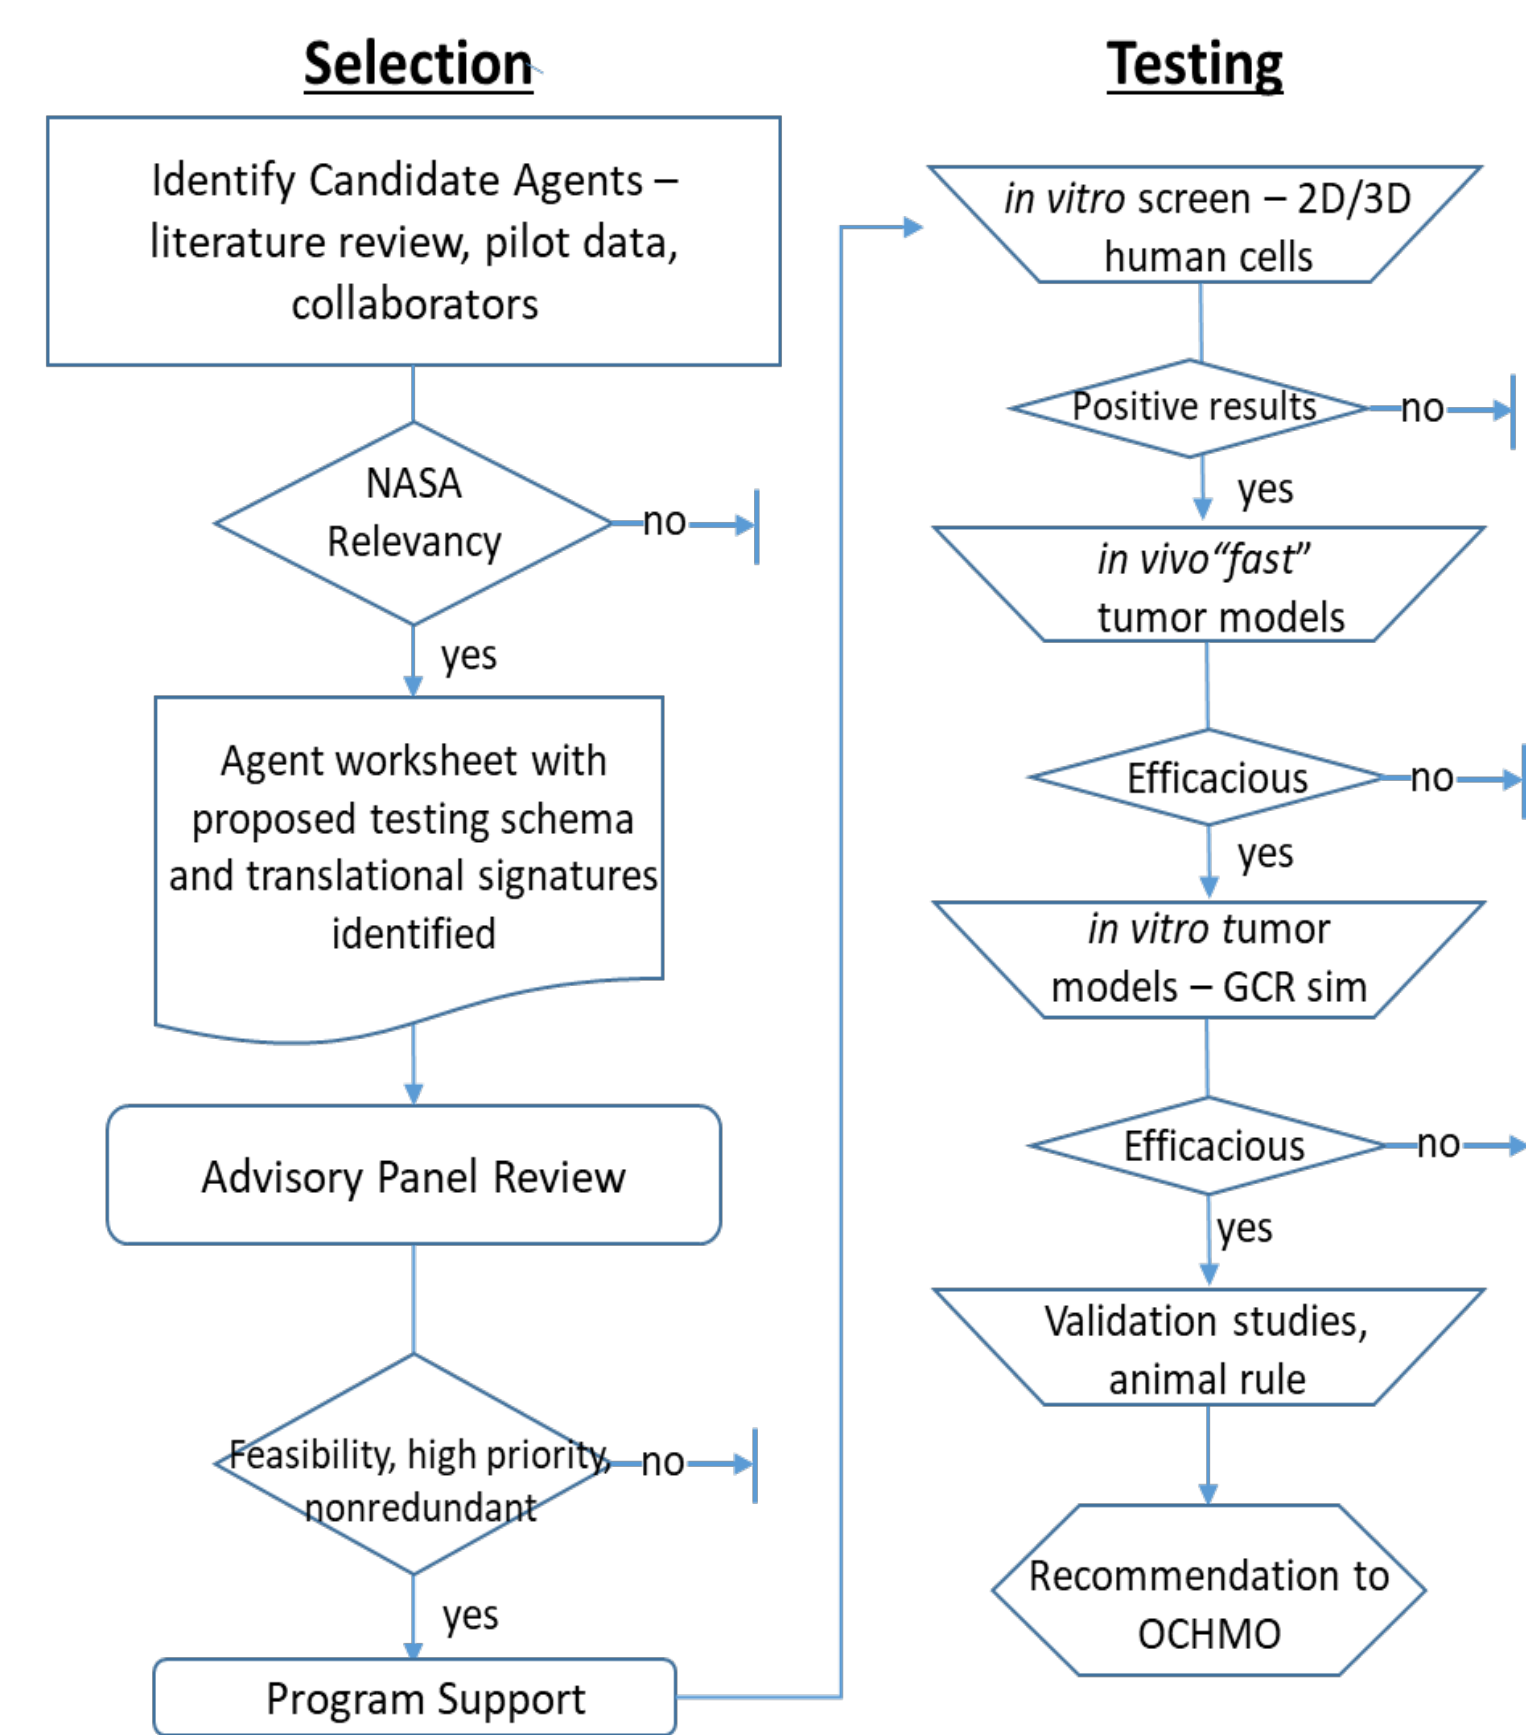 Selection
Identify Candidate Agents –
literature review, pilot data,
collaborators
NASA
Relevancy
no
yes
Agent worksheet with
proposed testing schema
and translational signatures
identified
Advisory Panel Review
Feasibility, high priority,
nonredundant
no
yes
Program Support
Testing
in vitro screen – 2D/3D
human cells
Positive results
no
yes
in vivo“fast”
tumor models
Efficacious
no
yes
in vitro tumor
models – GCR sim
Efficacious
no
yes
Validation studies,
animal rule
Recommendation to
OCHMO